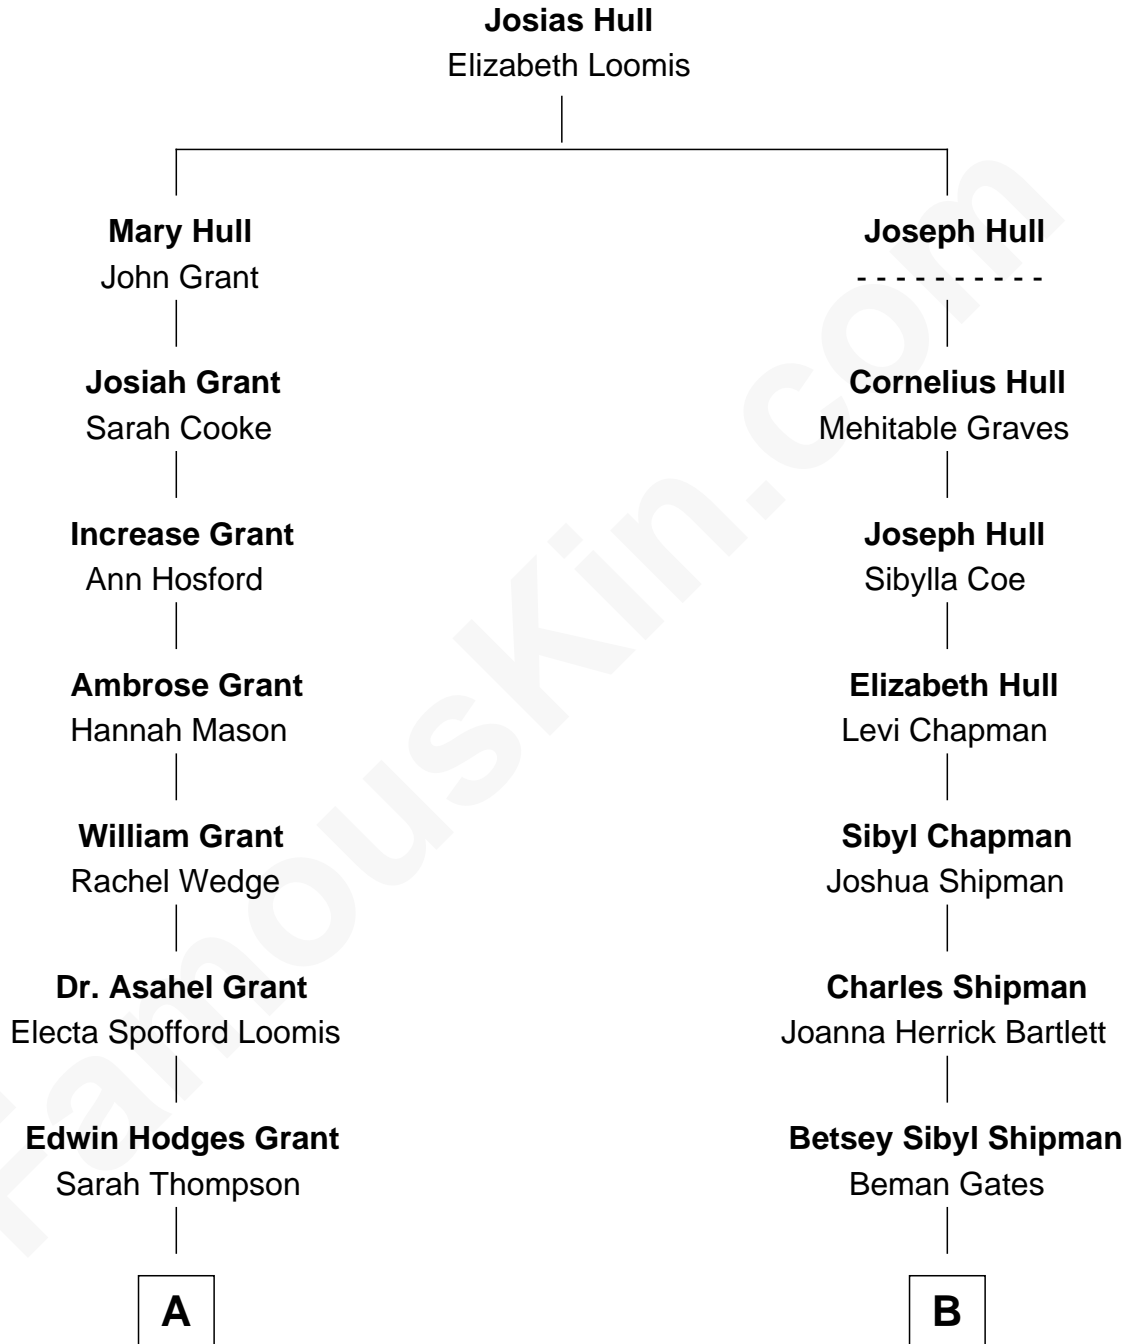 Josias Hull
Elizabeth Loomis
Mary Hull
John Grant
Joseph Hull
- - - - - - - - - -
Josiah Grant
Sarah Cooke
Cornelius Hull
Mehitable Graves
Increase Grant
Ann Hosford
Joseph Hull
Sibylla Coe
Ambrose Grant
Hannah Mason
Elizabeth Hull
Levi Chapman
William Grant
Rachel Wedge
Sibyl Chapman
Joshua Shipman
Dr. Asahel Grant
Electa Spofford Loomis
Charles Shipman
Joanna Herrick Bartlett
Edwin Hodges Grant
Sarah Thompson
Betsey Sibyl Shipman
Beman Gates
A
B
FamousKin.com